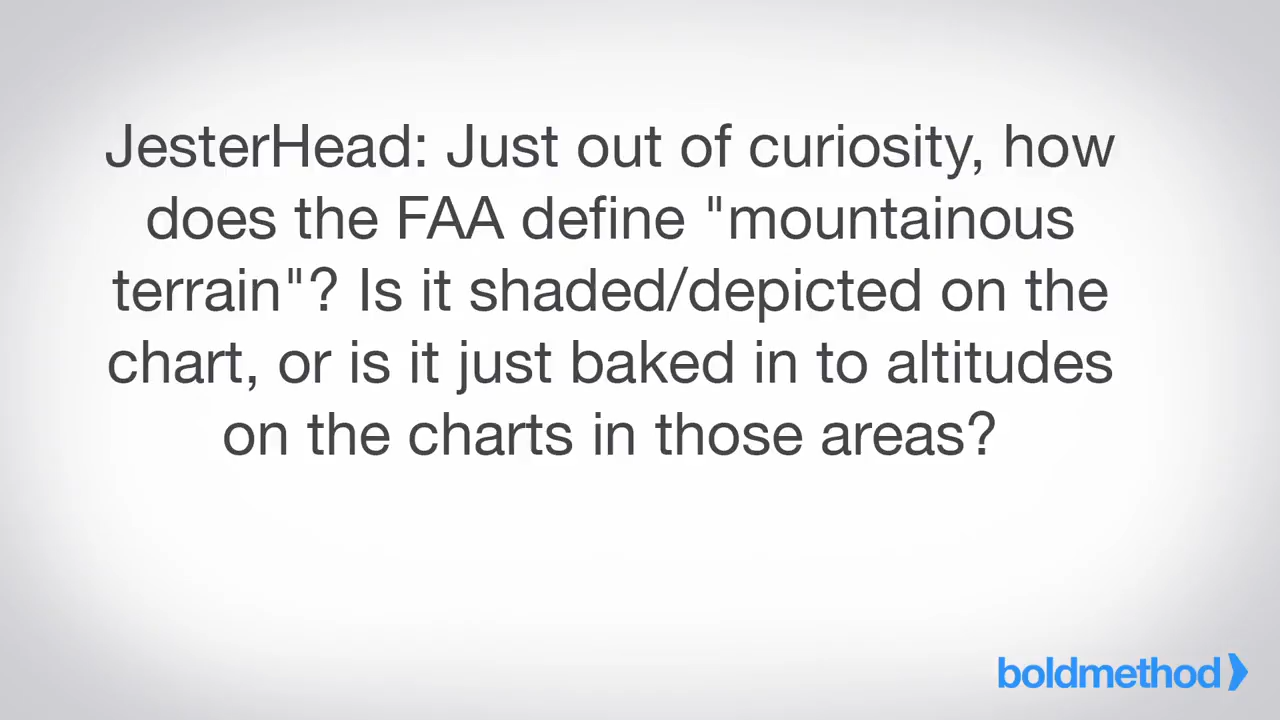 JesterHead: Just out of curiosity, how
does the FAA define "mountainous
terrain"? Is it shaded/depicted on the
chart, or is it just baked in to altitudes
on the charts in those areas?
boldmethod